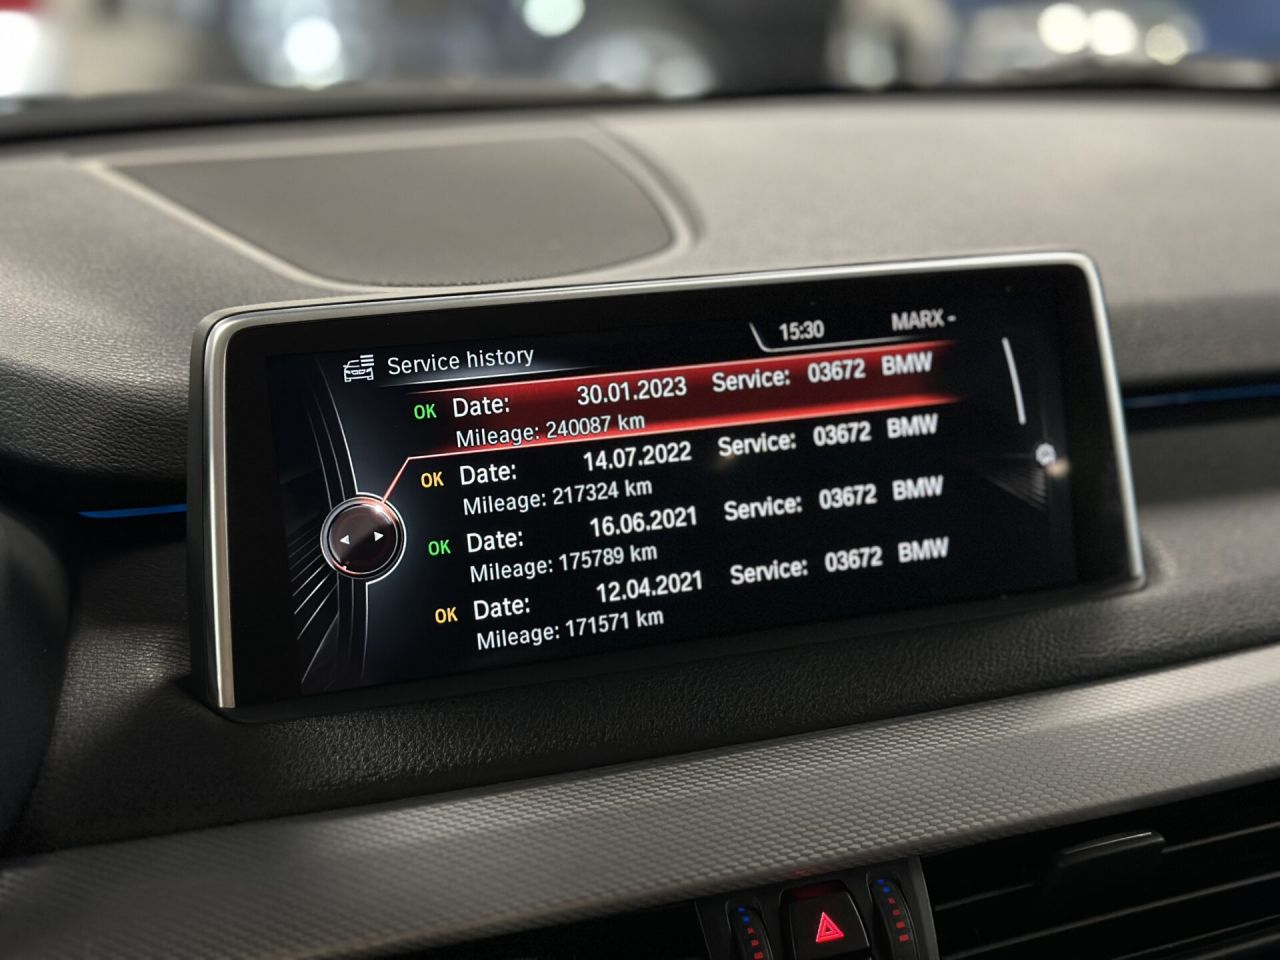 15:30 MARX -
Service history
OK Date: 30.01.2023 Service: 03672 BMW
Mileage: 240087 km
OK Date: 14.07.2022 Service: 03672 BMW
Mileage: 217324 km
OK Date: 16.06.2021 Service: 03672 BMW
Mileage: 175789 km
OK Date: 12.04.2021 Service: 03672 BMW
Mileage: 171571 km